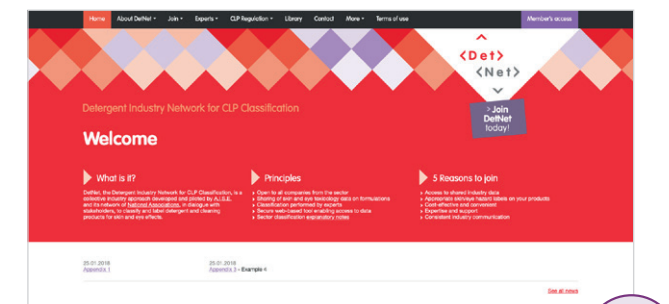 Home About DetNet Join Experts CLP Regulation Library Contact More Terms of use Member's access
<Det>
<Net>
> Join
DetNet
today!
Detergent Industry Network for CLP Classification
Welcome
What is it?
DetNet, the Detergent Industry Network for CLP Classification, is a
collective industry approach developed and piloted by A.I.S.E.
and its network of National Associations, in dialogue with
stakeholders, to classify and label detergent and cleaning
products for skin and eye effects.
Principles
> Open to all companies from the sector
> Sharing of skin and eye toxicology data on formulations
> Classification performed by experts
> Secure web-based tool enabling access to data
> Sector classification explanatory notes
5 Reasons to join
> Access to shared industry data
> Appropriate skin/eye hazard labels on your products
> Cost-effective and convenient
> Expertise and support
> Consistent industry communication
25.01.2018
Appendix 1
23.01.2018
Appendix 3 - Example 4
See all news